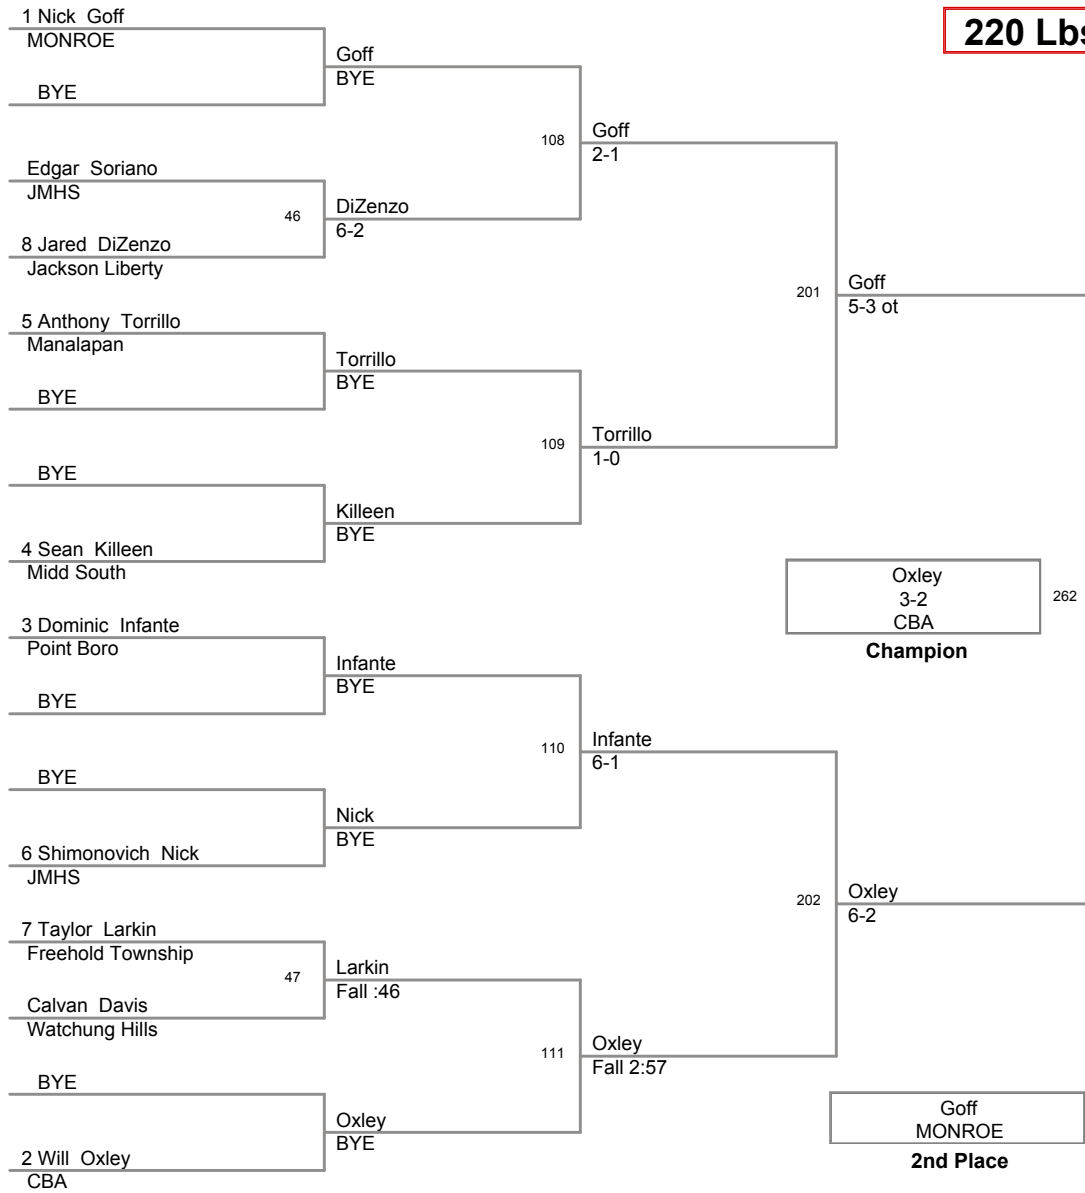 1 Nick Goff
MONROE
BYE
Edgar Soriano
JMHS
46
8 Jared DiZenzo
Jackson Liberty
5 Anthony Torrillo
Manalapan
BYE
BYE
4 Sean Killeen
Midd South
3 Dominic Infante
Point Boro
BYE
BYE
6 Shimonovich Nick
JMHS
7 Taylor Larkin
Freehold Township
47
Calvan Davis
Watchung Hills
BYE
2 Will Oxley
CBA
Goff
BYE
108
DiZenzo
6-2
Torrillo
BYE
109
Killeen
BYE
Infante
BYE
110
Nick
BYE
Larkin
Fall :46
111
Oxley
BYE
Goff
2-1
201
Torrillo
1-0
Infante
6-1
202
Oxley
Fall 2:57
220 Lbs
Goff
5-3 ot
Oxley
3-2
CBA
262
Champion
Oxley
6-2
Goff
MONROE
2nd Place